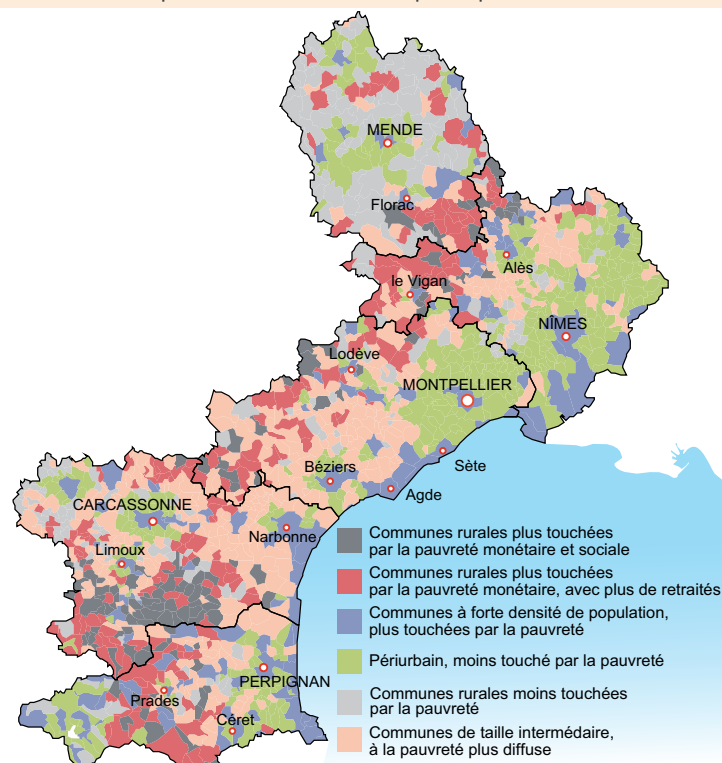 MENDE
Florac
Alès
le Vigan
NÎMES
Lodève
MONTPELLIER
Béziers
Sète
Agde
CARCASSONNE
Narbonne
Limoux
PERPIGNAN
Prades
Céret
Communes rurales plus touchées
par la pauvreté monétaire et sociale
Communes rurales plus touchées
par la pauvreté monétaire, avec plus de retraités
Communes à forte densité de population,
plus touchées par la pauvreté
Périurbain, moins touché par la pauvreté
Communes rurales moins touchées
par la pauvreté
Communes de taille intermédaire,
à la pauvreté plus diffuse